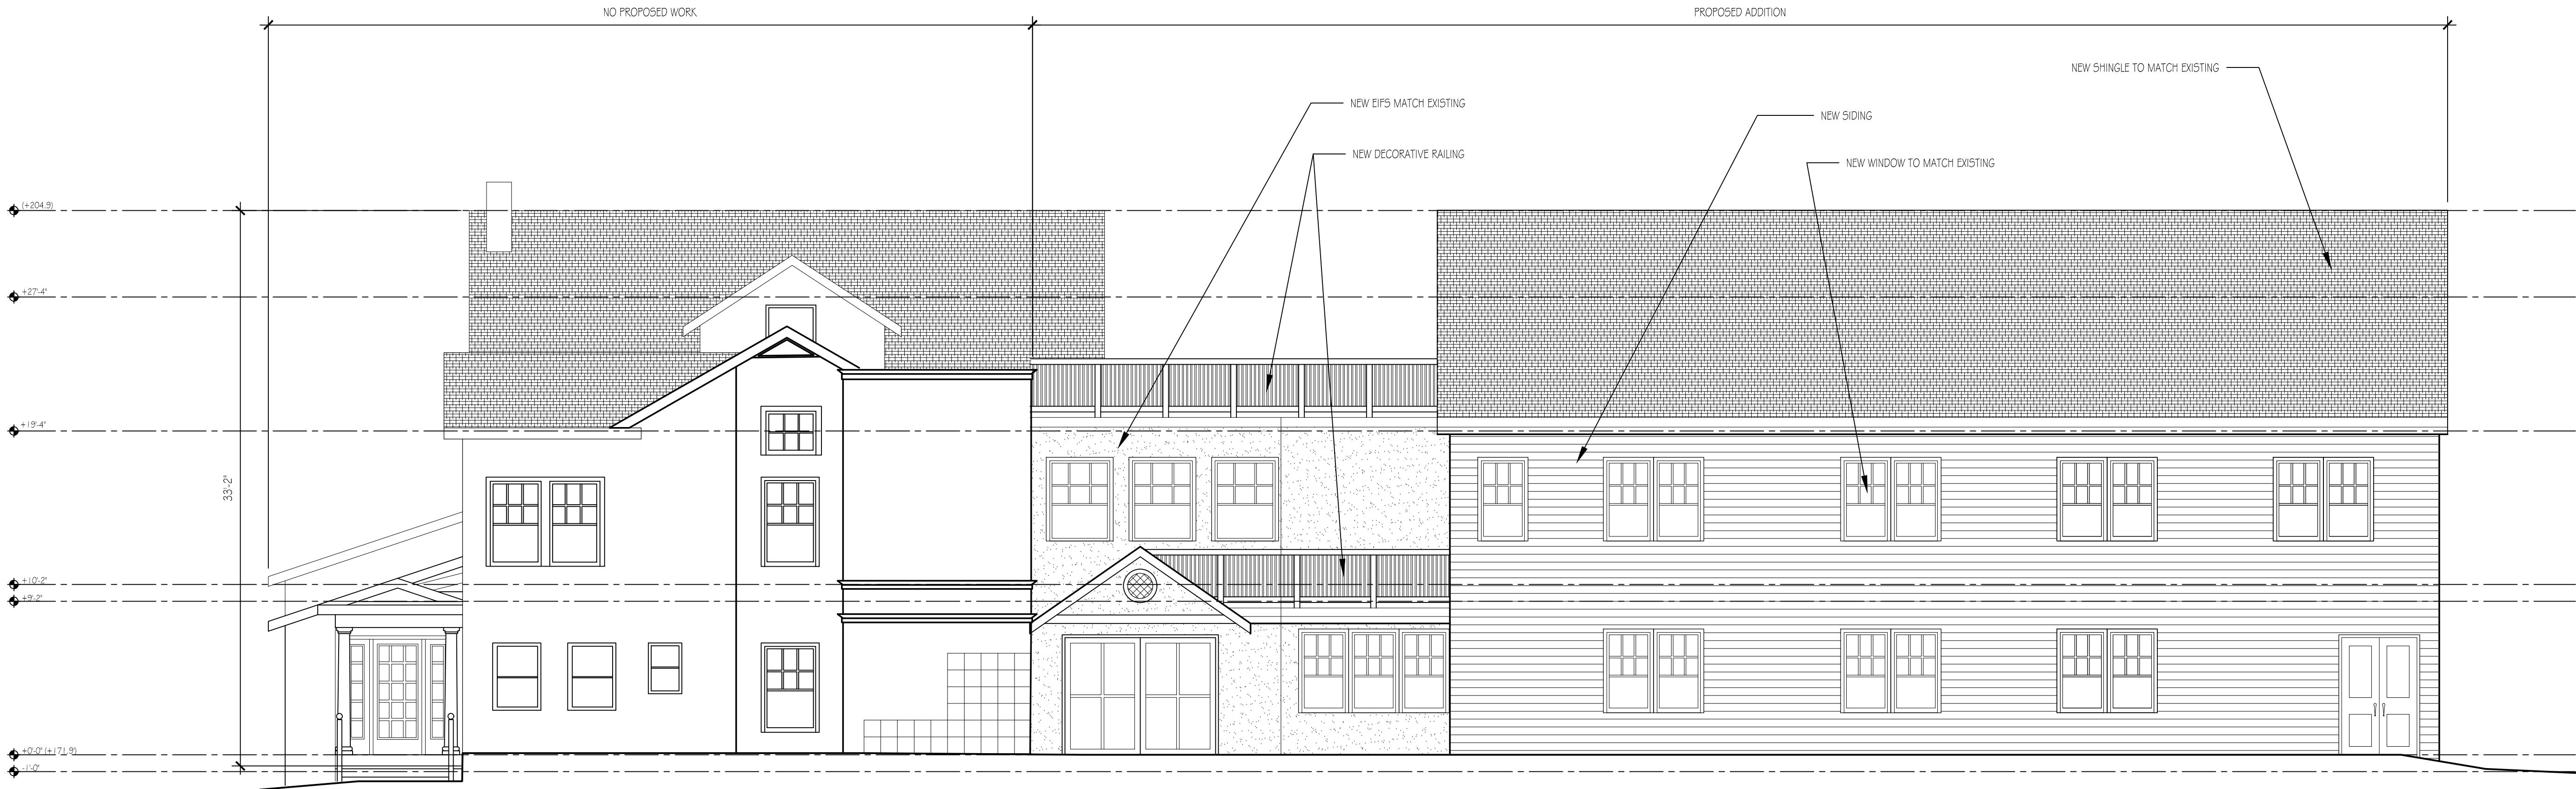 NO PROPOSED WORK
PROPOSED ADDITION
NEW SHINGLE TO MATCH EXISTING
NEW EIFS MATCH EXISTING
NEW SIDING
NEW DECORATIVE RAILING
NEW WINDOW TO MATCH EXISTING
(+204.9)
+27'-4"
+19'-4"
33'-2"
+10'-2"
+9'-2"
+0'-0" (+171.9')
-1'-0"